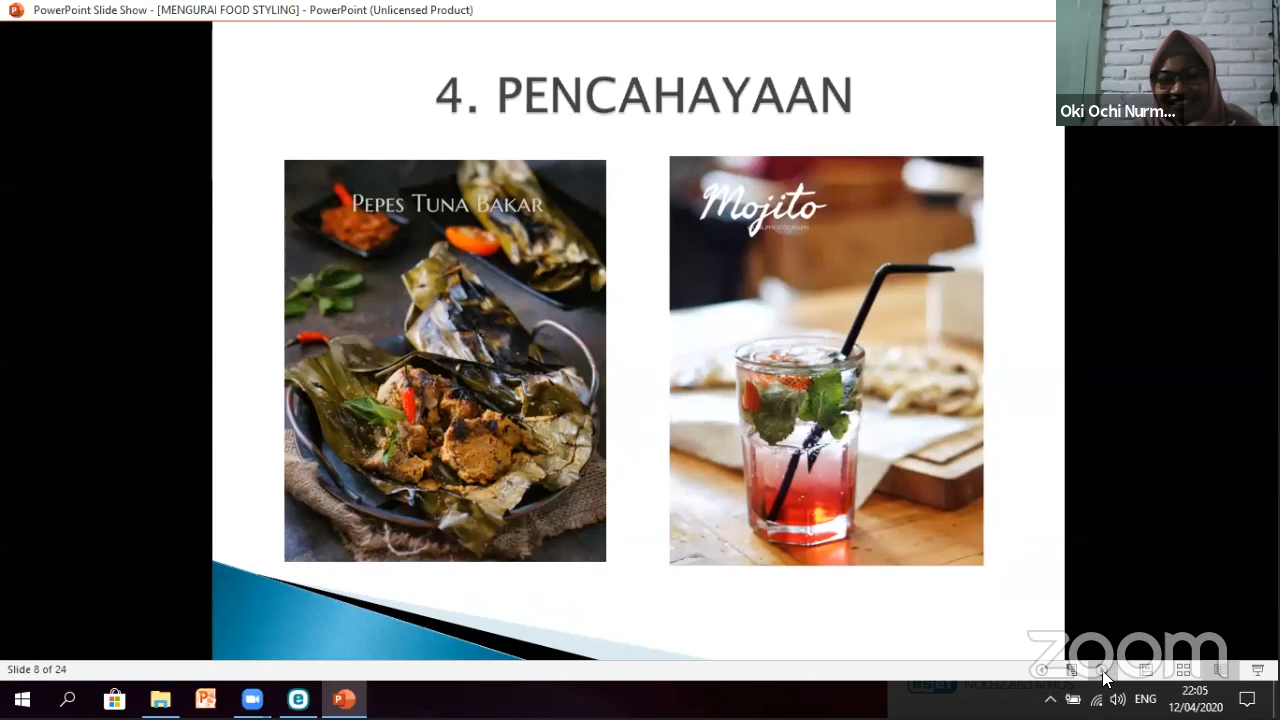 PowerPoint Slide Show - [MENGURAI FOOD STYLING] - PowerPoint (Unlicensed Product)
Oki Ochi Nurm...
4. PENCAHAYAAN
PEPES TUNA BAKAR
Mojito
zoom
Slide 8 of 24
ENG
22:05
12/04/2020